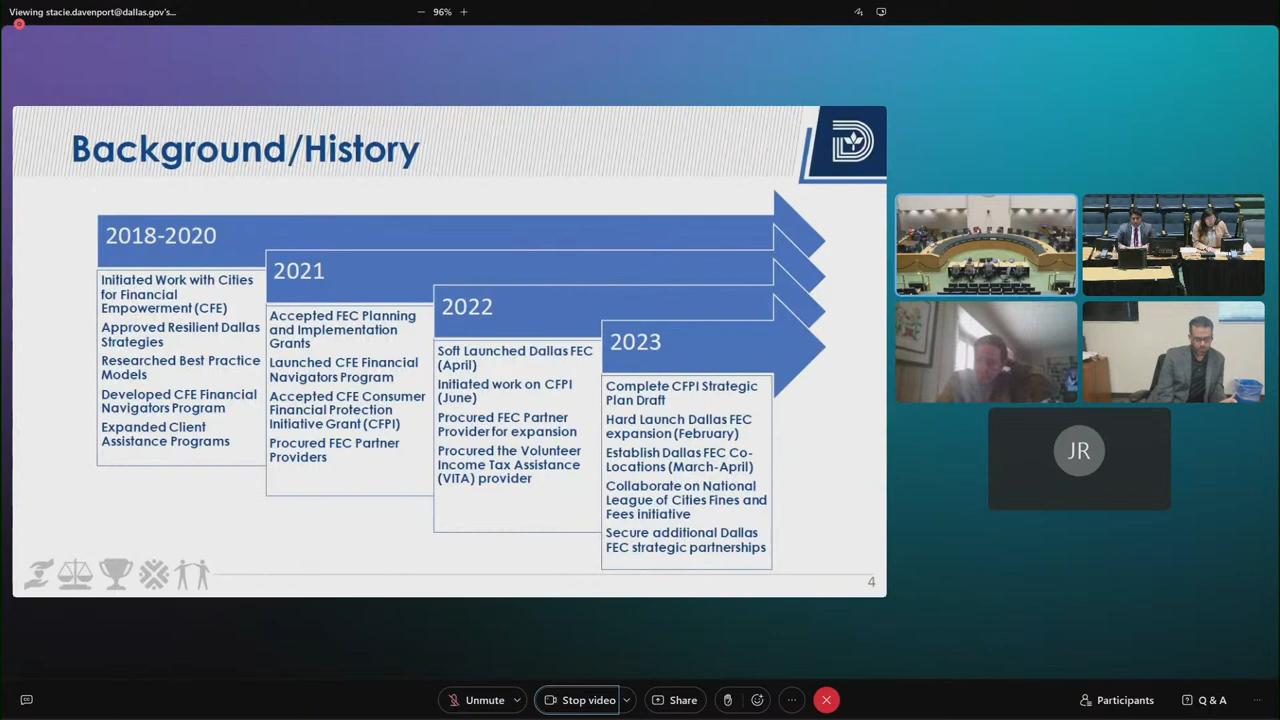 Viewing stacie.davenport@dallas.gov's...
96%
Background/History
2018-2020
Initiated Work with Cities
for Financial
Empowerment (CFE)
Approved Resilient Dallas
Strategies
Researched Best Practice
Models
Developed CFE Financial
Navigators Program
Expanded Client
Assistance Programs
2021
Accepted FEC Planning
and Implementation
Grants
Launched CFE Financial
Navigators Program
Accepted CFE Consumer
Financial Protection
Initiative Grant (CFPI)
Procured FEC Partner
Providers
2022
Soft Launched Dallas FEC
(April)
Initiated work on CFPI
(June)
Procured FEC Partner
Provider for expansion
Procured the Volunteer
Income Tax Assistance
(VITA) provider
2023
Complete CFPI Strategic
Plan Draft
Hard Launch Dallas FEC
expansion (February)
Establish Dallas FEC Co-
Locations (March-April)
Collaborate on National
League of Cities Fines and
Fees initiative
Secure additional Dallas
FEC strategic partnerships
4
JR
Unmute
Stop video
Share
Participants
Q & A